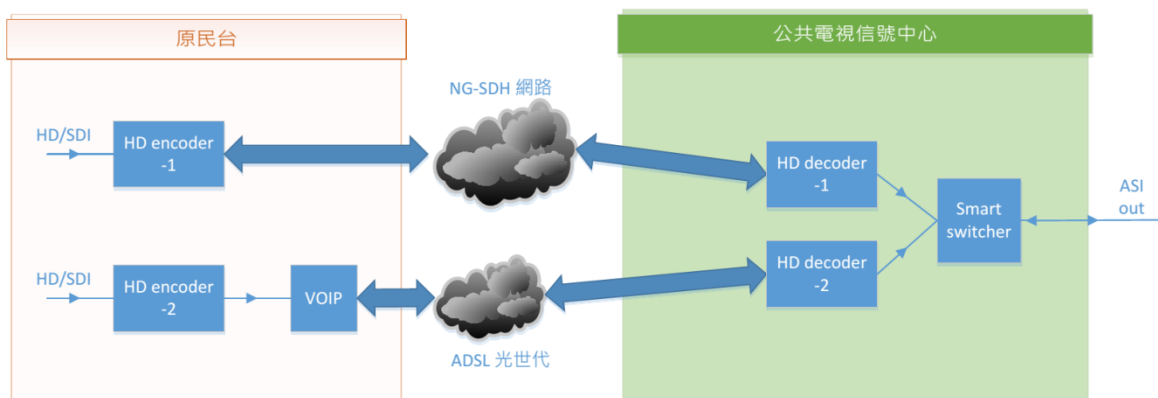 原民台
公共電視信號中心
NG-SDH 網路
HD/SDI
HD encoder
-1
HD decoder
-1
Smart
switcher
ASI
out
HD/SDI
HD encoder
-2
VOIP
HD decoder
-2
ADSL 光世代